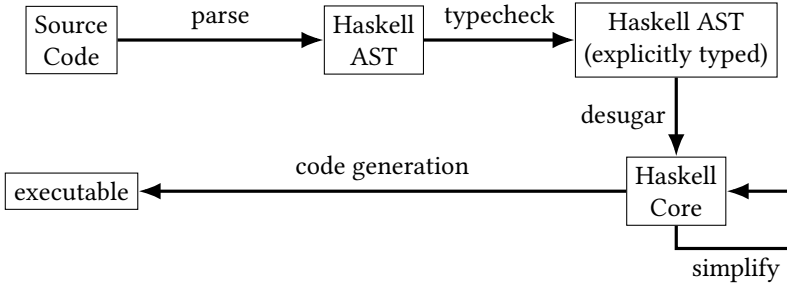 Source
Code
parse
Haskell
AST
typecheck
Haskell AST
(explicitly typed)
desugar
code generation
executable
Haskell
Core
simplify